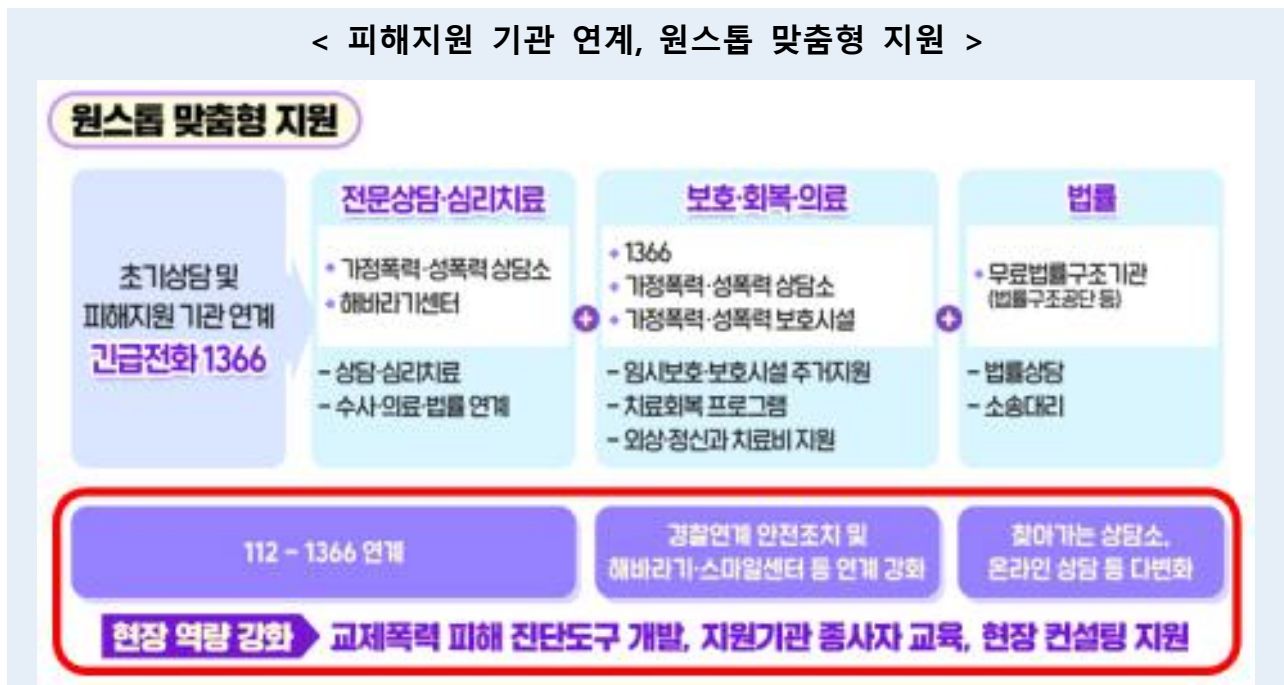 < 피해지원 기관 연계, 원스톱 맞춤형 지원 >
원스톱 맞춤형 지원
초기상담 및
피해지원 기관 연계
긴급전화 1366
전문상담·심리치료
• 가정폭력·성폭력 상담소
• 해바라기센터
- 상담·심리치료
- 수사·의료·법률 연계
보호·회복·의료
• 1366
• 가정폭력·성폭력 상담소
• 가정폭력·성폭력 보호시설
- 임시보호·보호시설 주거지원
- 치료회복 프로그램
- 외상·정신과 치료비 지원
법률
• 무료법률구조기관
(법률구조공단 등)
- 법률상담
- 소송대리
112 - 1366 연계
경찰연계 안전조치 및
해바라기·스마일센터 등 연계 강화
찾아가는 상담소,
온라인 상담 등 다변화
현장 역량 강화 교제폭력 피해 진단도구 개발, 지원기관 종사자 교육, 현장 컨설팅 지원